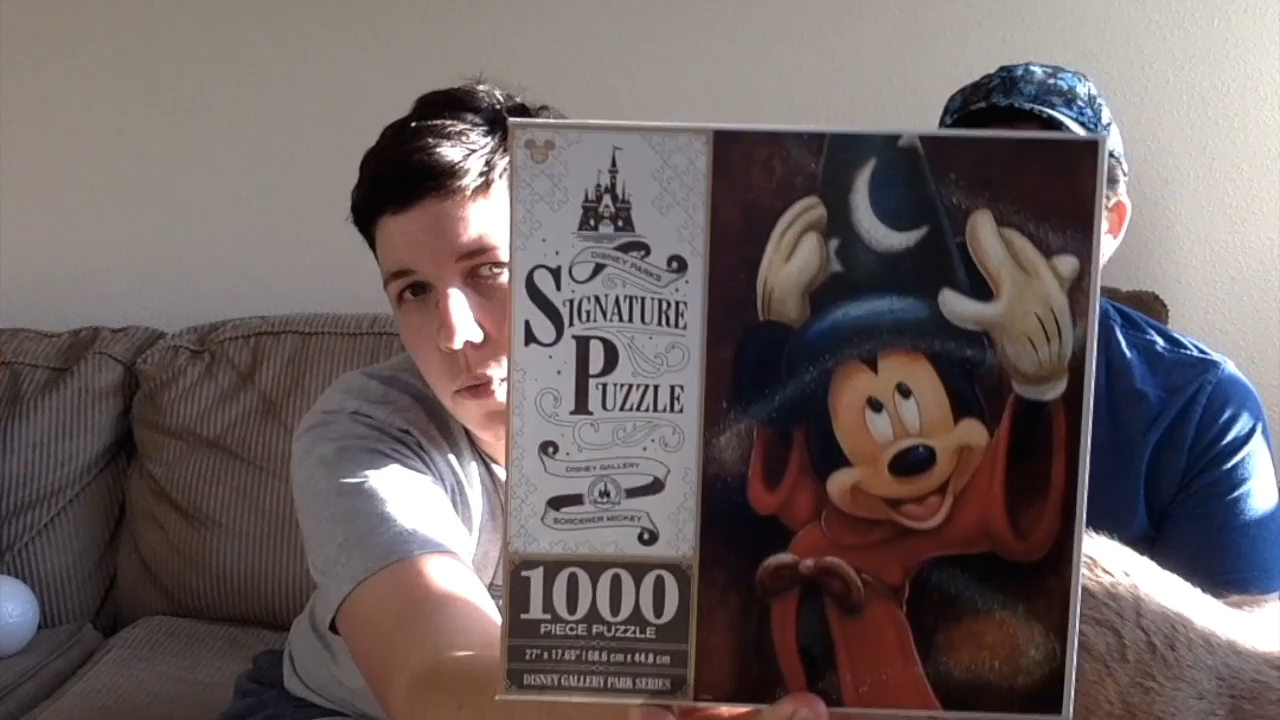 DISNEY PARKS
SIGNATURE
PUZZLE
DISNEY GALLERY
SORCERER MICKEY
1000
PIECE PUZZLE
27" x 17.65" | 68.6 cm x 44.8 cm
DISNEY GALLERY PARK SERIES